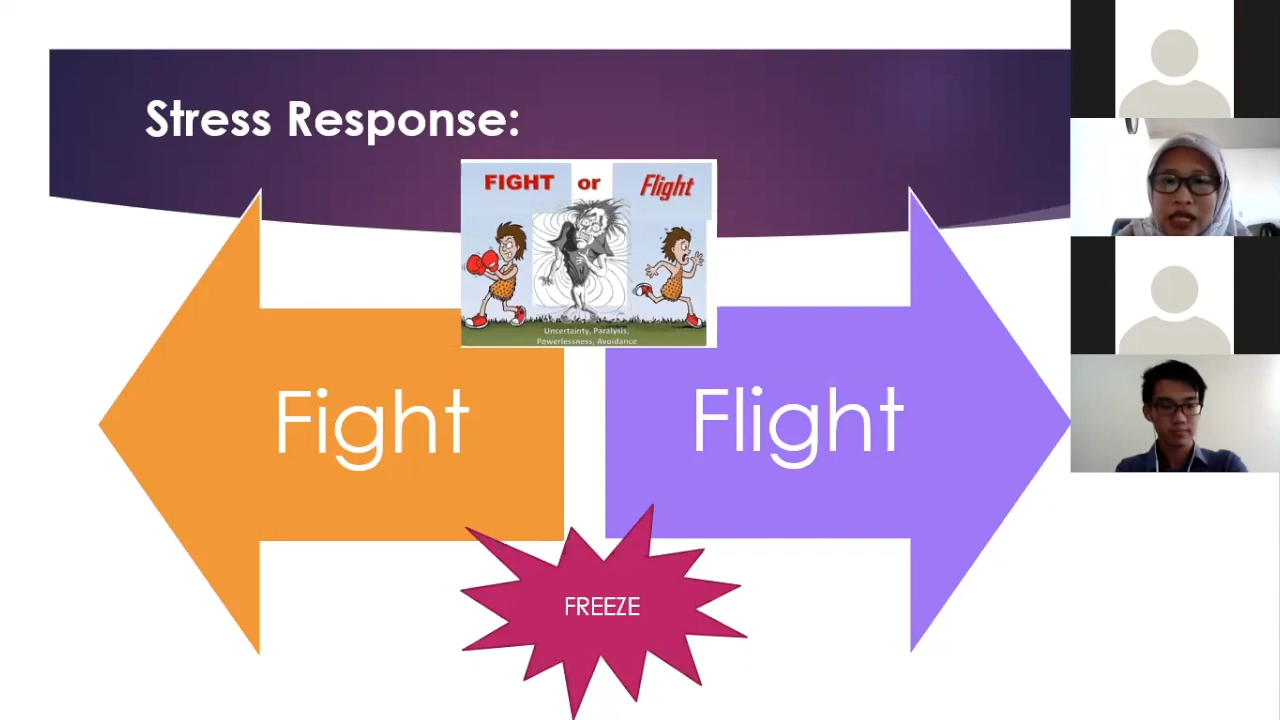 Stress Response:
FIGHT or Flight
Uncertainty, Paralysis,
Powerlessness, Avoidance
Fight
Flight
FREEZE